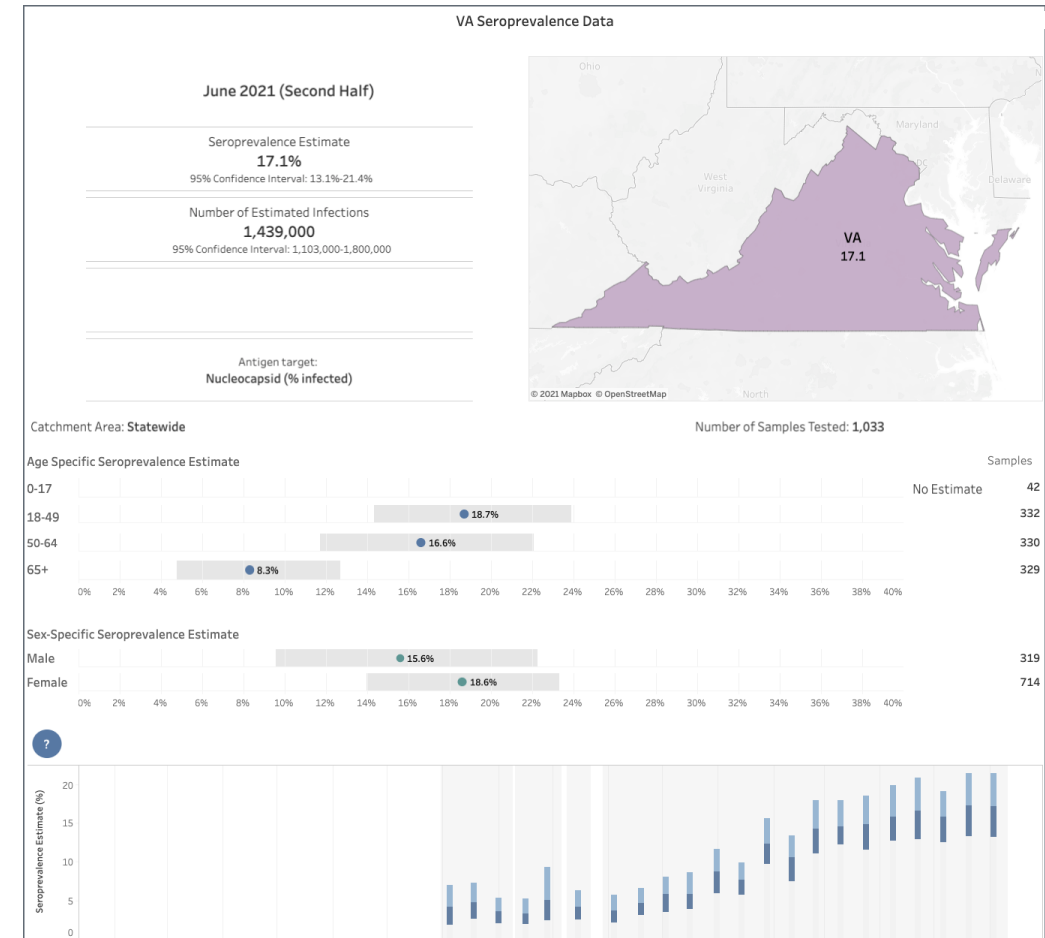 VA Seroprevalence Data
June 2021 (Second Half)
Seroprevalence Estimate
17.1%
95% Confidence Interval: 13.1%-21.4%
Number of Estimated Infections
1,439,000
95% Confidence Interval: 1,103,000-1,800,000
Antigen target:
Nucleocapsid (% infected)
Ohio
Maryland
West
Virginia
DC
Delaware
VA
17.1
North
© 2021 Mapbox © OpenStreetMap
Catchment Area: Statewide
Number of Samples Tested: 1,033
Age Specific Seroprevalence Estimate
Samples
0-17 No Estimate 42
18-49 18.7% 332
50-64 16.6% 330
65+ 8.3% 329
0% 2% 4% 6% 8% 10% 12% 14% 16% 18% 20% 22% 24% 26% 28% 30% 32% 34% 36% 38% 40%
Sex-Specific Seroprevalence Estimate
Male 15.6% 319
Female 18.6% 714
0% 2% 4% 6% 8% 10% 12% 14% 16% 18% 20% 22% 24% 26% 28% 30% 32% 34% 36% 38% 40%
?
Seroprevalence Estimate (%)
20
15
10
5
0